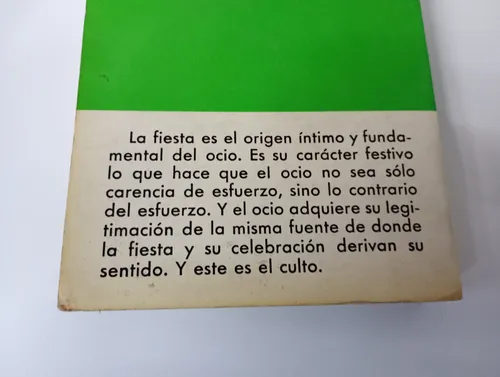 La fiesta es el origen íntimo y funda-
mental del ocio. Es su carácter festivo
lo que hace que el ocio no sea sólo
carencia de esfuerzo, sino lo contrario
del esfuerzo. Y el ocio adquiere su legi-
timación de la misma fuente de donde
la fiesta y su celebración derivan su
sentido. Y este es el culto.